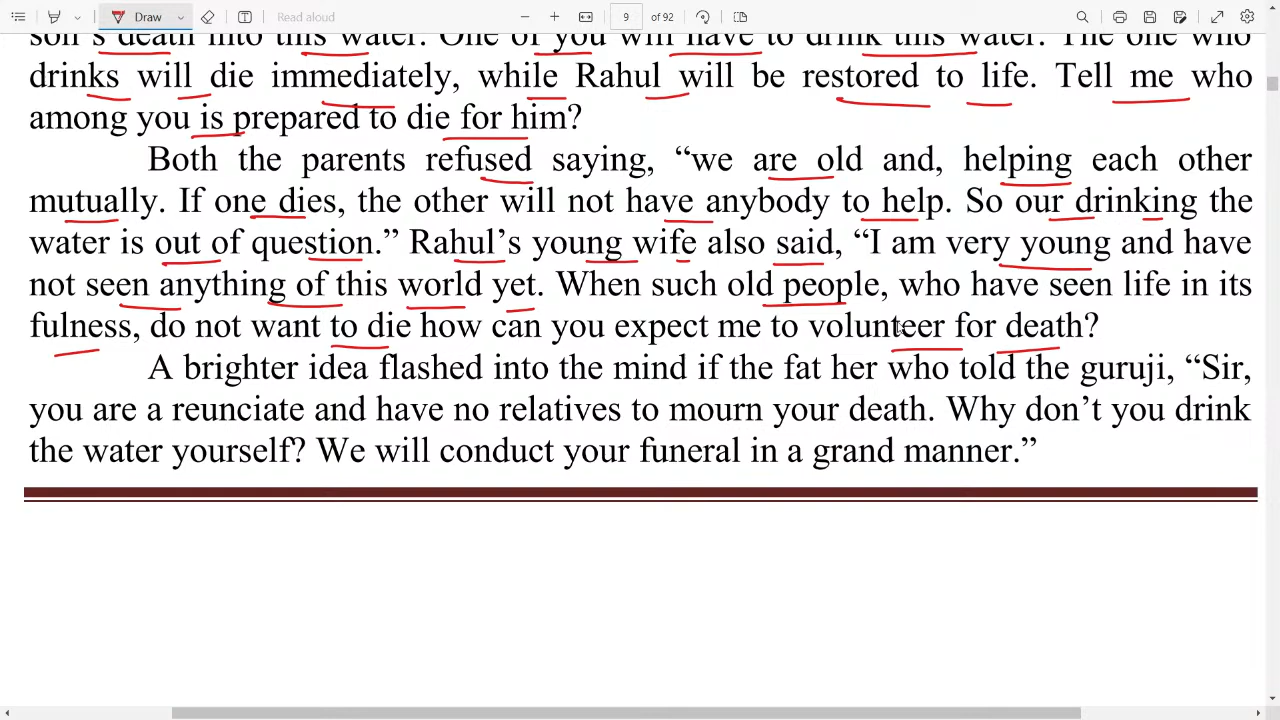 Draw
Read aloud
9
of 92
son's death into this water. One of you will have to drink this water. The one who
drinks will die immediately, while Rahul will be restored to life. Tell me who
among you is prepared to die for him?
Both the parents refused saying, “we are old and, helping each other
mutually. If one dies, the other will not have anybody to help. So our drinking the
water is out of question.” Rahul’s young wife also said, “I am very young and have
not seen anything of this world yet. When such old people, who have seen life in its
fulness, do not want to die how can you expect me to volunteer for death?
A brighter idea flashed into the mind if the fat her who told the guruji, “Sir,
you are a reunciate and have no relatives to mourn your death. Why don’t you drink
the water yourself? We will conduct your funeral in a grand manner.”